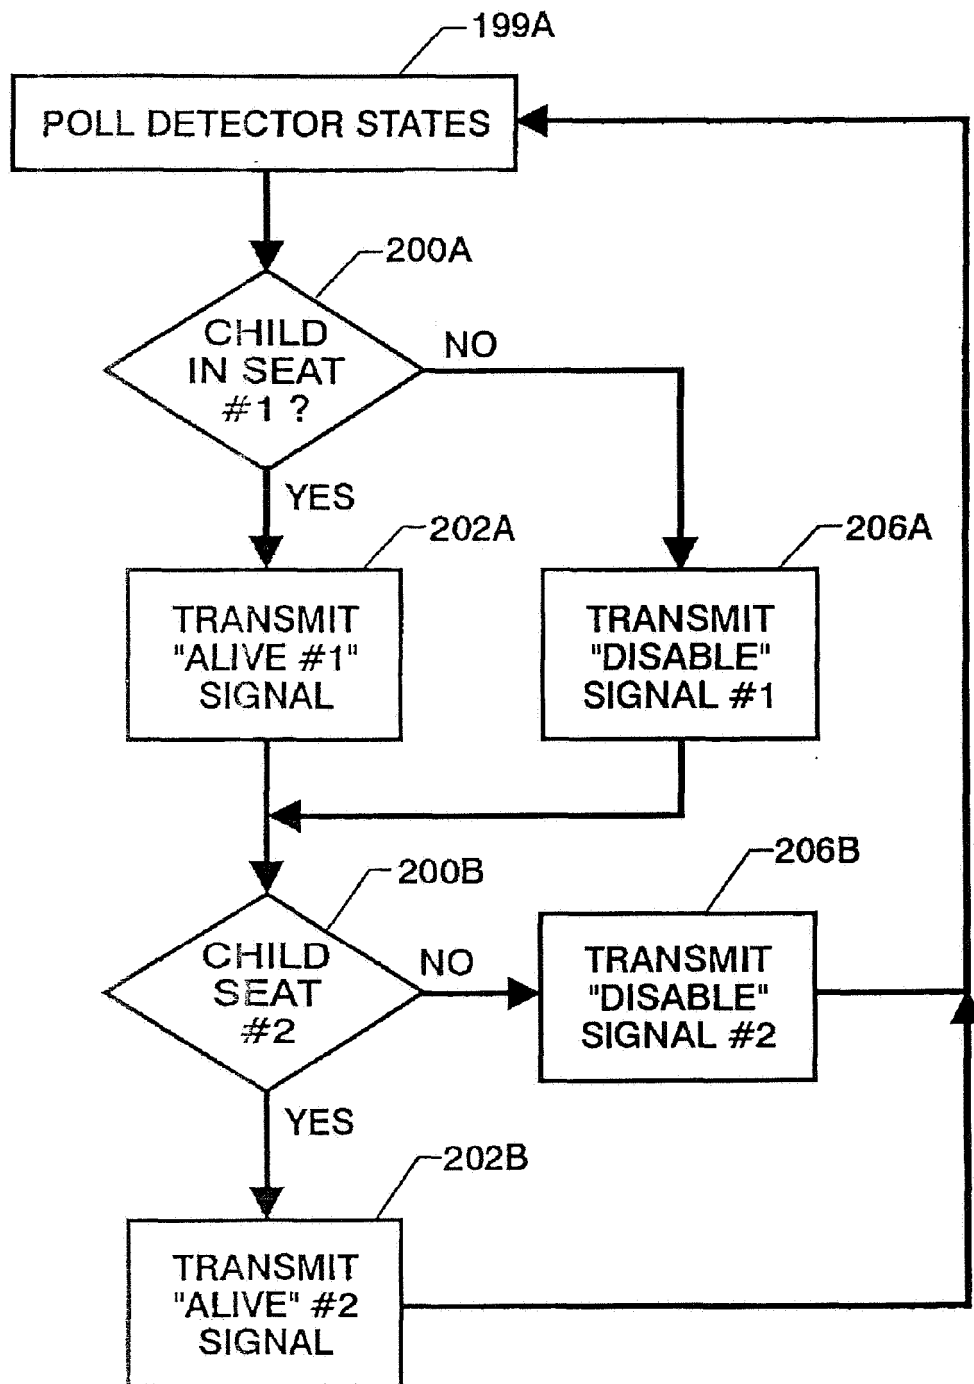 199A
POLL DETECTOR STATES
200A
CHILD
IN SEAT
#1 ?
NO
YES
202A
206A
TRANSMIT
"ALIVE #1"
SIGNAL
TRANSMIT
"DISABLE"
SIGNAL #1
200B
206B
CHILD
SEAT
#2
NO
TRANSMIT
"DISABLE"
SIGNAL #2
YES
202B
TRANSMIT
"ALIVE" #2
SIGNAL